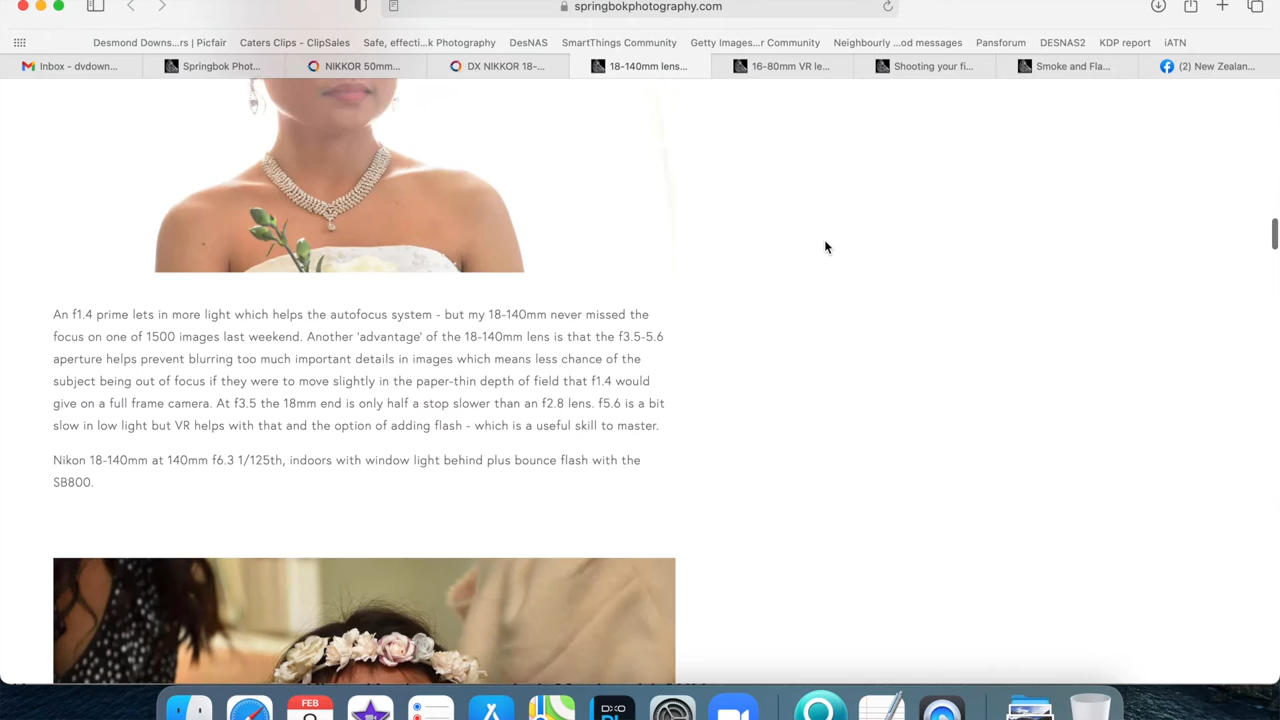 springbokphotography.com
Desmond Downs...rs | Picfair Caters Clips - ClipSales Safe, effecti...k Photography DesNAS SmartThings Community Getty Images...r Community Neighbourly ...od messages Pansforum DESNAS2 KDP report iATN
Inbox - dvdown... Springbok Phot... NIKKOR 50mm... DX NIKKOR 18-... 18-140mm lens... 16-80mm VR le... Shooting your fi... Smoke and Fla... (2) New Zealan...
An f1.4 prime lets in more light which helps the autofocus system - but my 18-140mm never missed the
focus on one of 1500 images last weekend. Another 'advantage' of the 18-140mm lens is that the f3.5-5.6
aperture helps prevent blurring too much important details in images which means less chance of the
subject being out of focus if they were to move slightly in the paper-thin depth of field that f1.4 would
give on a full frame camera. At f3.5 the 18mm end is only half a stop slower than an f2.8 lens. f5.6 is a bit
slow in low light but VR helps with that and the option of adding flash - which is a useful skill to master.
Nikon 18-140mm at 140mm f6.3 1/125th, indoors with window light behind plus bounce flash with the
SB800.
FEB
DXO